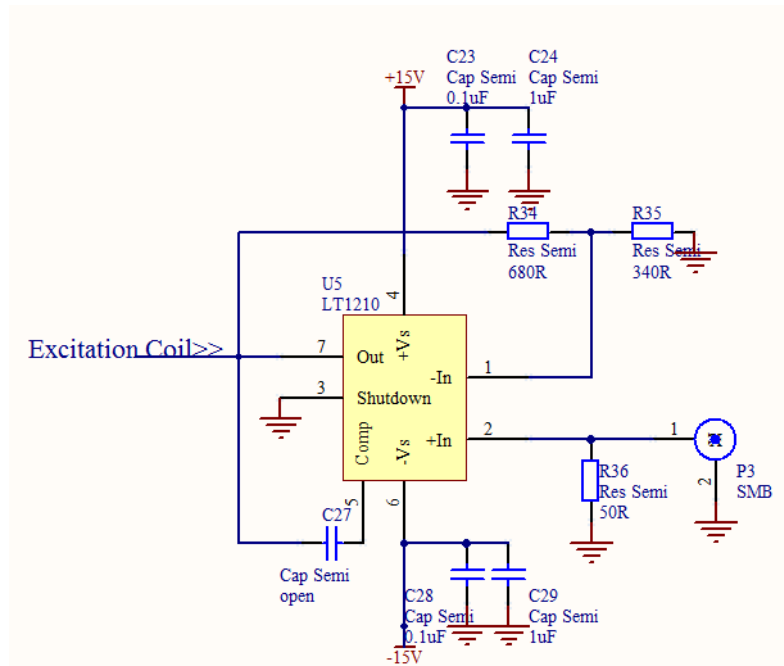 C23
Cap Semi
0.1uF
C24
Cap Semi
1uF
+15V
R34
Res Semi
680R
R35
Res Semi
340R
U5
LT1210
4
+Vs
Excitation Coil>>
7
Out
-In
1
3
Shutdown
Comp
-Vs
+In
2
1
P3
SMB
2
R36
Res Semi
50R
5
6
C27
Cap Semi
open
C28
Cap Semi
0.1uF
C29
Cap Semi
1uF
-15V